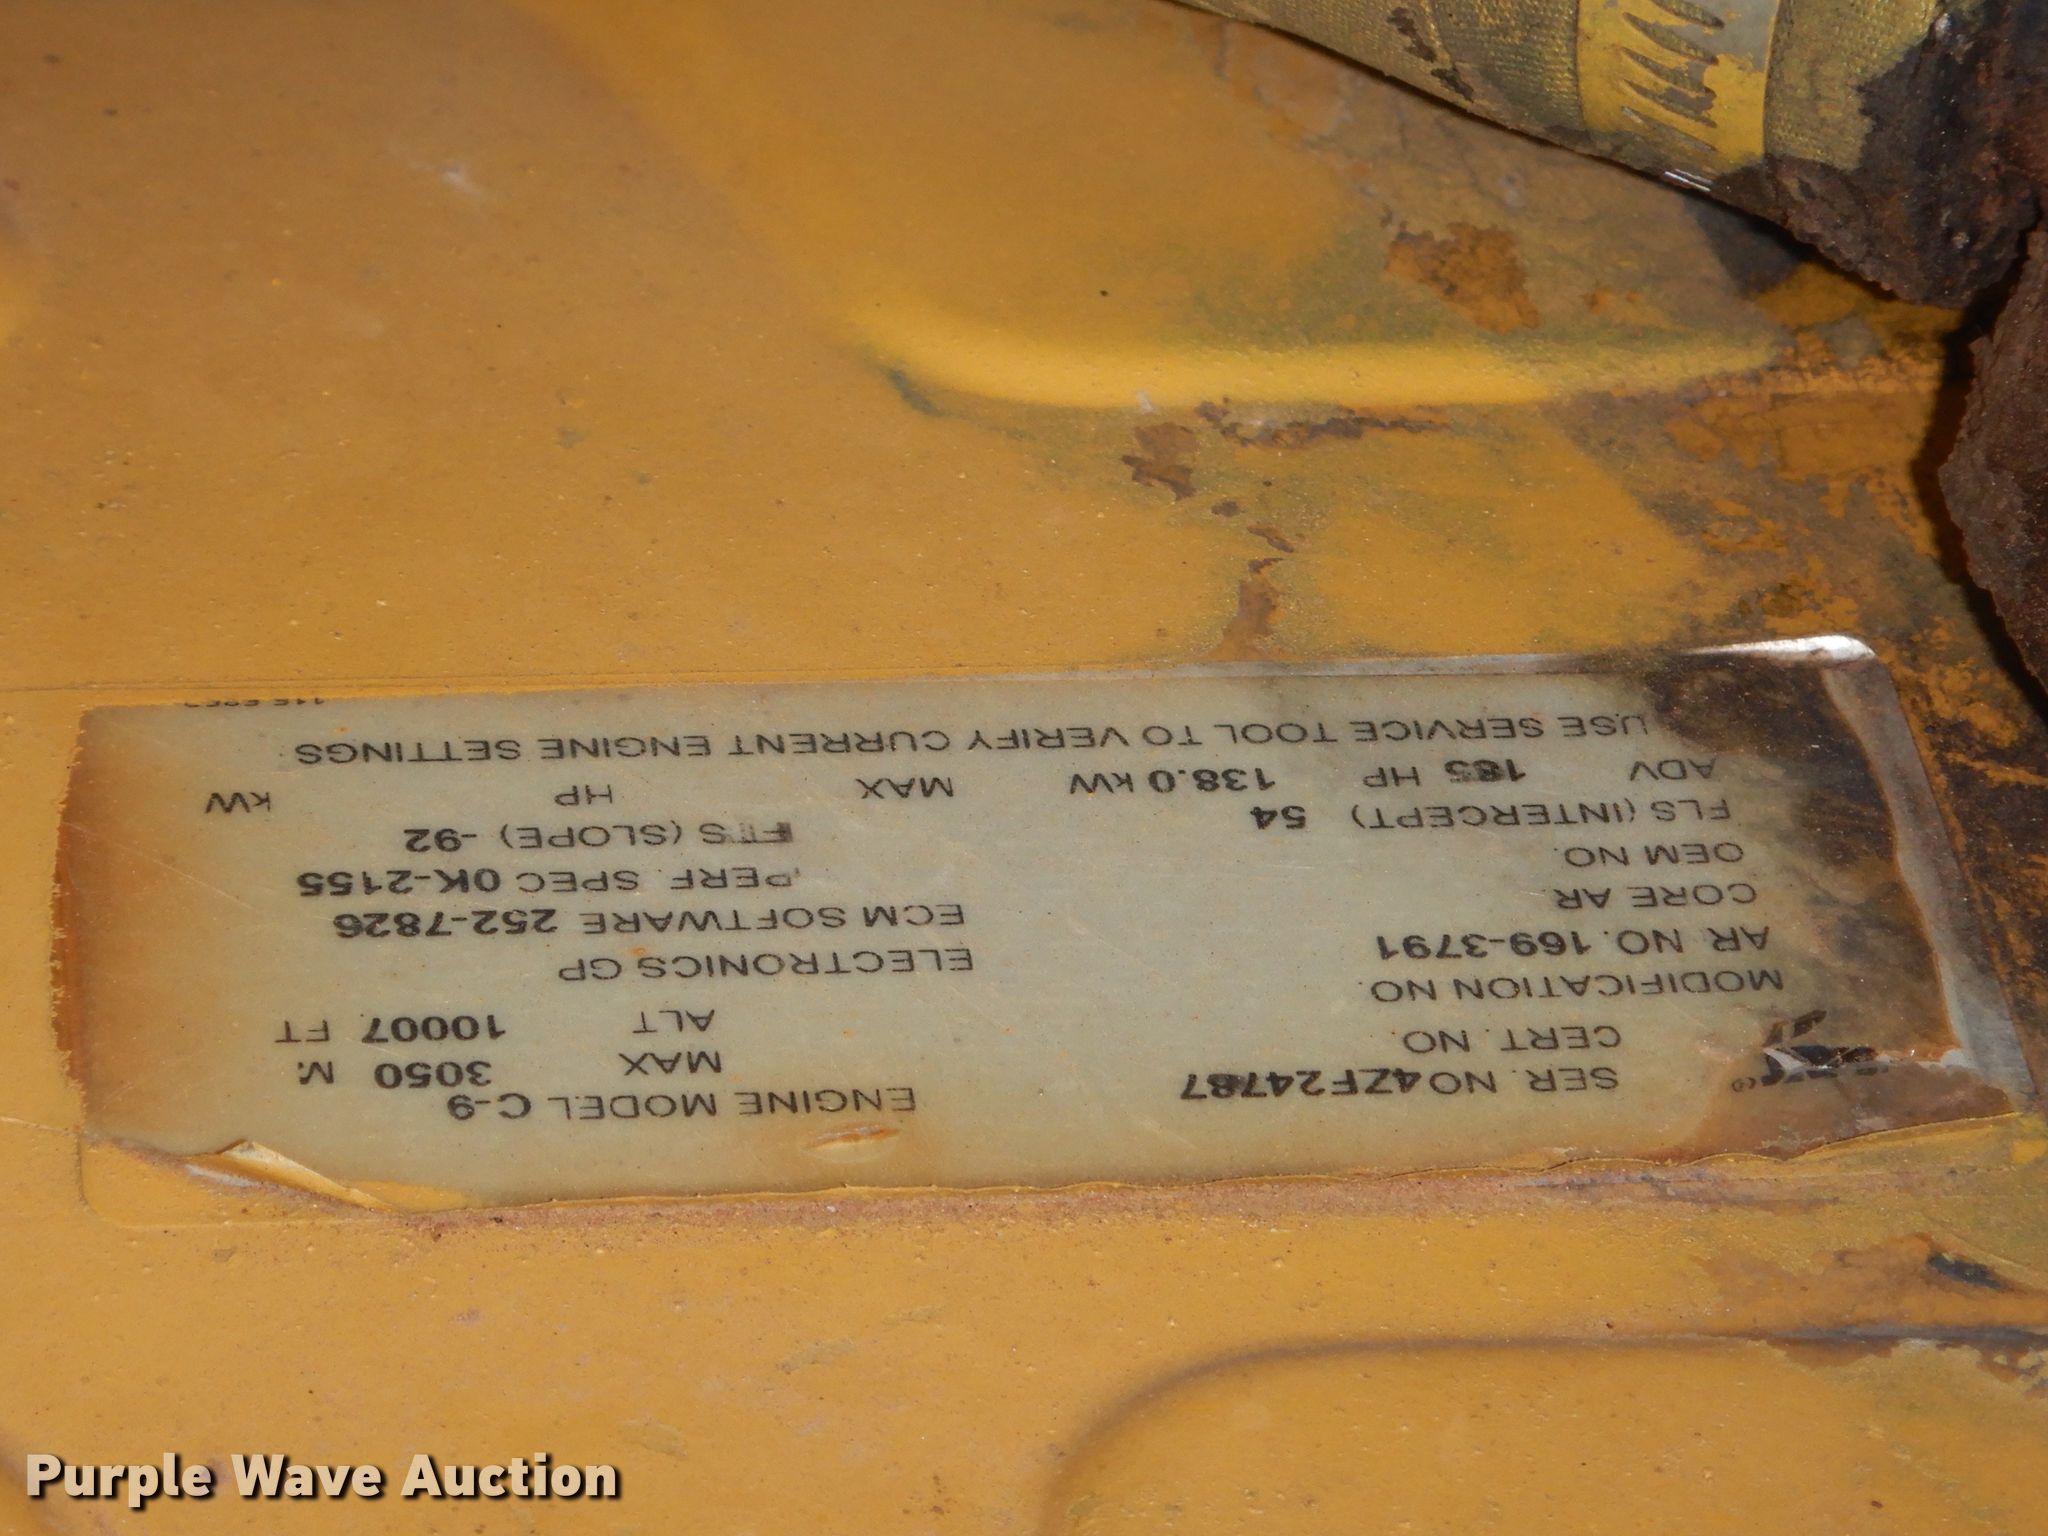 SER. NO4ZF24787 ENGINE MODEL C-9
CERT. NO. MAX 3050 M.
ALT 10007 FT
MODIFICATION NO. ELECTRONICS GP
AR. NO. 169-3791 ECM SOFTWARE 252-7826
CORE AR. PERF. SPEC 0K-2155
OEM NO. FTS (SLOPE) -92
FLS (INTERCEPT) 54
ADV 185 HP 138.0 kW MAX HP kW
USE SERVICE TOOL TO VERIFY CURRENT ENGINE SETTINGS
Purple Wave Auction